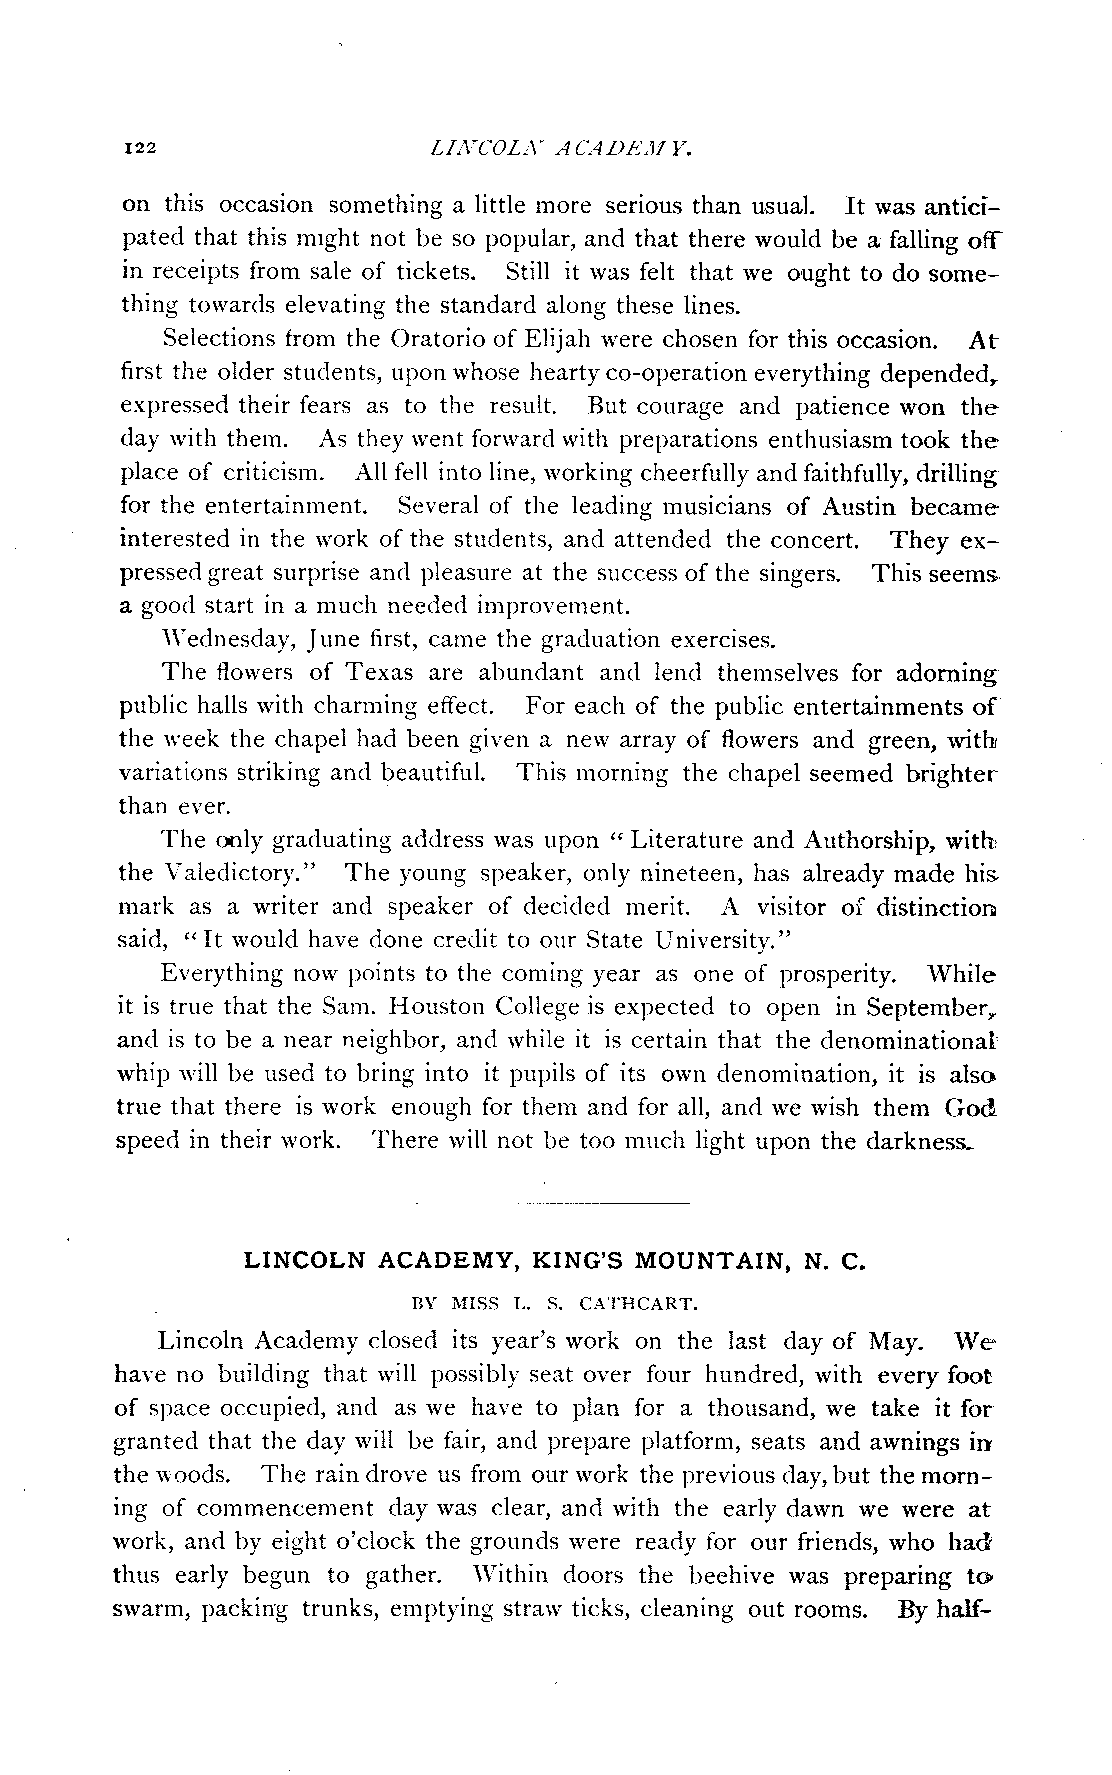 122 LINCOLN ACADEMY.
on this occasion something a little more serious than usual. It was antici-
pated that this might not be so popular, and that there would be a falling off
in receipts from sale of tickets. Still it was felt that we ought to do some-
thing towards elevating the standard along these lines.
Selections from the Oratorio of Elijah were chosen for this occasion. At
first the older students, upon whose hearty co-operation everything depended,
expressed their fears as to the result. But courage and patience won the
day with them. As they went forward with preparations enthusiasm took the
place of criticism. All fell into line, working cheerfully and faithfully, drilling
for the entertainment. Several of the leading musicians of Austin became
interested in the work of the students, and attended the concert. They ex-
pressed great surprise and pleasure at the success of the singers. This seems
a good start in a much needed improvement.
Wednesday, June first, came the graduation exercises.
The flowers of Texas are abundant and lend themselves for adorning
public halls with charming effect. For each of the public entertainments of
the week the chapel had been given a new array of flowers and green, with
variations striking and beautiful. This morning the chapel seemed brighter
than ever.
The only graduating address was upon " Literature and Authorship, with
the Valedictory." The young speaker, only nineteen, has already made his
mark as a writer and speaker of decided merit. A visitor of distinction
said, " It would have done credit to our State University."
Everything now points to the coming year as one of prosperity. While
it is true that the Sam. Houston College is expected to open in September,
and is to be a near neighbor, and while it is certain that the denominational
whip will be used to bring into it pupils of its own denomination, it is also
true that there is work enough for them and for all, and we wish them God
speed in their work. There will not be too much light upon the darkness.
LINCOLN ACADEMY, KING'S MOUNTAIN, N. C.
BY MISS L. S. CATHCART.
Lincoln Academy closed its year's work on the last day of May. We
have no building that will possibly seat over four hundred, with every foot
of space occupied, and as we have to plan for a thousand, we take it for
granted that the day will be fair, and prepare platform, seats and awnings in
the woods. The rain drove us from our work the previous day, but the morn-
ing of commencement day was clear, and with the early dawn we were at
work, and by eight o'clock the grounds were ready for our friends, who had
thus early begun to gather. Within doors the beehive was preparing to
swarm, packing trunks, emptying straw ticks, cleaning out rooms. By half-